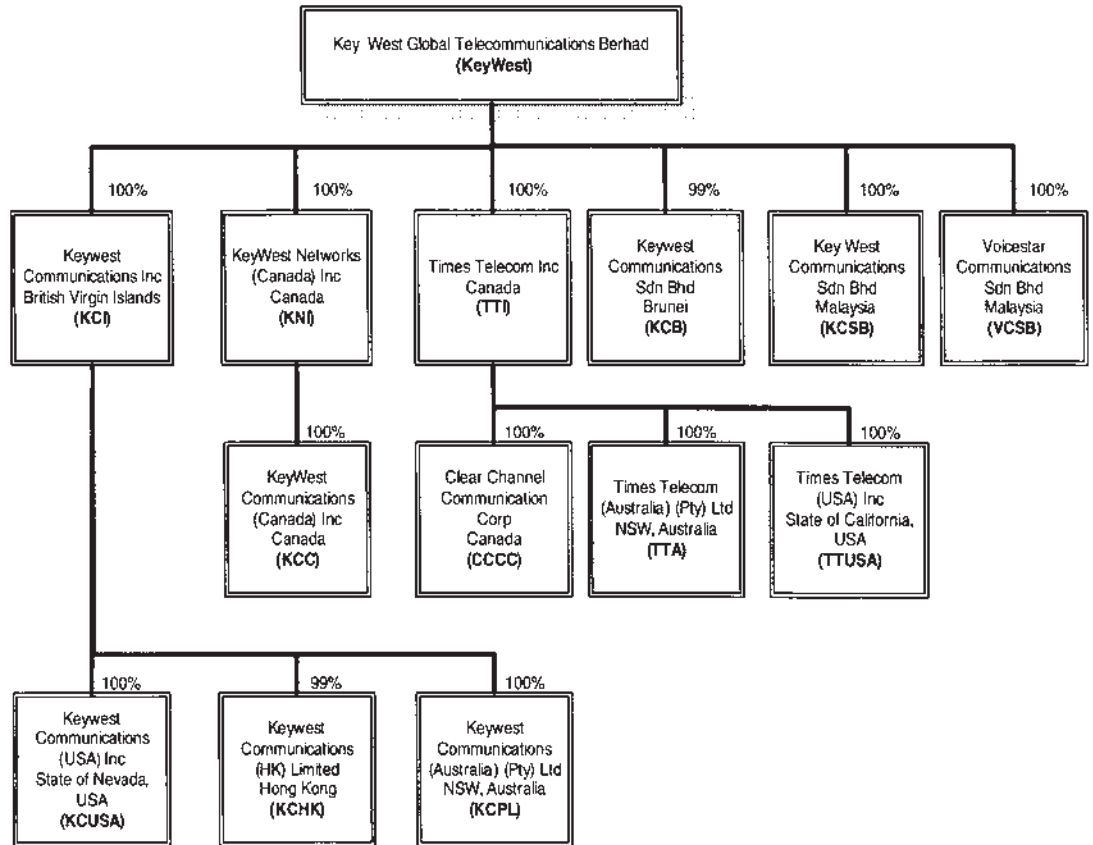 Key West Global Telecommunications Berhad
(KeyWest)
100%
100%
100%
99%
100%
100%
Keywest
Communications Inc
British Virgin Islands
(KCI)
KeyWest Networks
(Canada) Inc
Canada
(KNI)
Times Telecom Inc
Canada
(TTI)
Keywest
Communications
Sdn Bhd
Brunei
(KCB)
Key West
Communications
Sdn Bhd
Malaysia
(KCSB)
Voicestar
Communications
Sdn Bhd
Malaysia
(VCSB)
100%
100%
100%
100%
KeyWest
Communications
(Canada) Inc
Canada
(KCC)
Clear Channel
Communication
Corp
Canada
(CCCC)
Times Telecom
(Australia) (Pty) Ltd
NSW, Australia
(TTA)
Times Telecom
(USA) Inc
State of California,
USA
(TTUSA)
100%
99%
100%
Keywest
Communications
(USA) Inc
State of Nevada,
USA
(KCUSA)
Keywest
Communications
(HK) Limited
Hong Kong
(KCHK)
Keywest
Communications
(Australia) (Pty) Ltd
NSW, Australia
(KCPL)